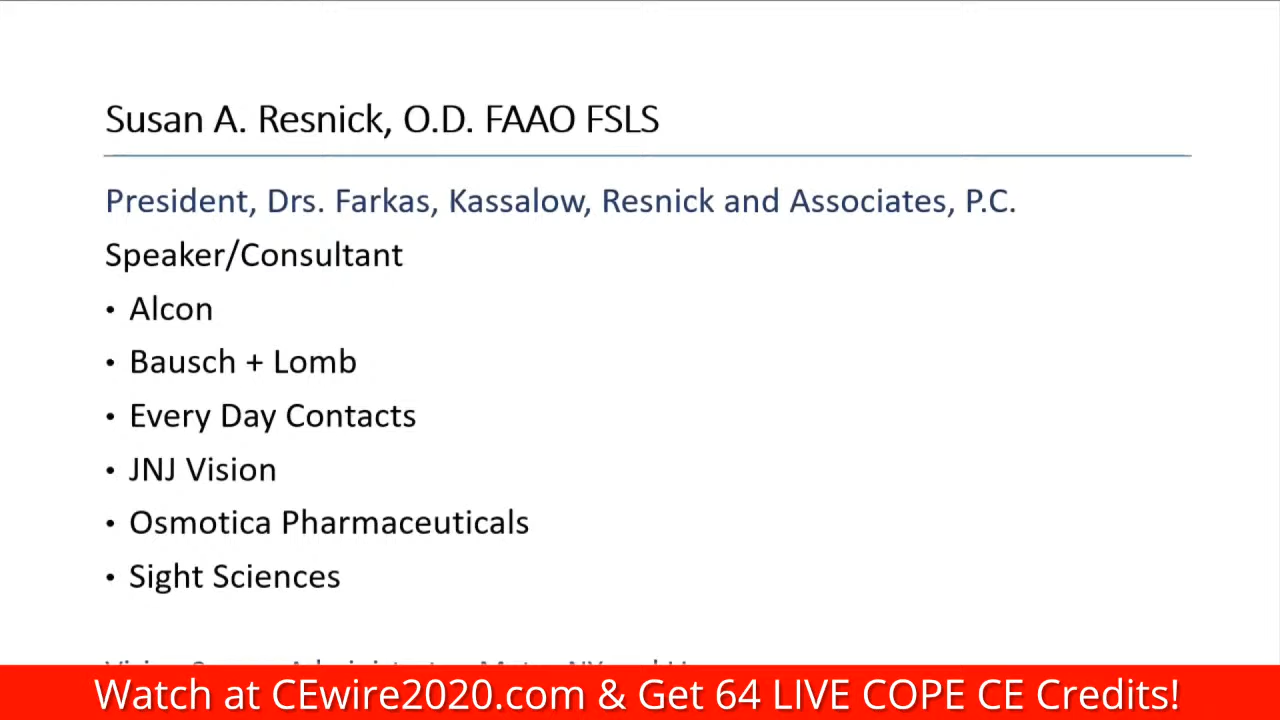 Susan A. Resnick, O.D. FAAO FSLS
President, Drs. Farkas, Kassalow, Resnick and Associates, P.C.
Speaker/Consultant
• Alcon
• Bausch + Lomb
• Every Day Contacts
• JNJ Vision
• Osmotica Pharmaceuticals
• Sight Sciences
Watch at CEwire2020.com & Get 64 LIVE COPE CE Credits!